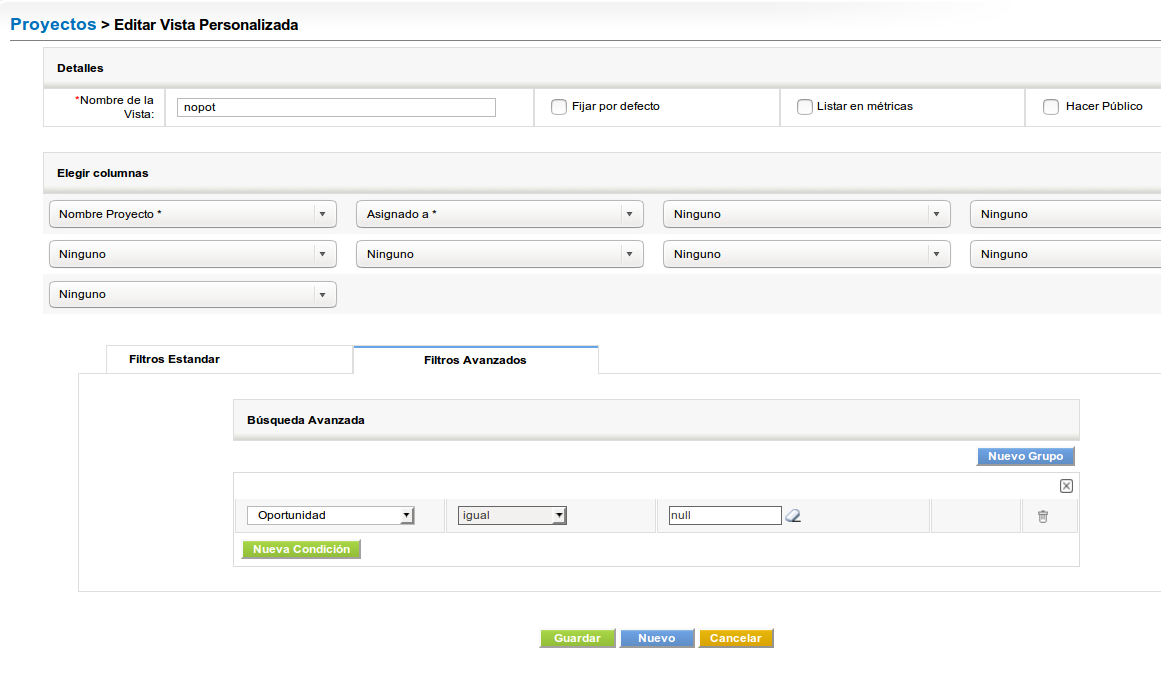 Proyectos > Editar Vista Personalizada
Detalles
*Nombre de la Vista: nopot Fijar por defecto Listar en métricas Hacer Público
Elegir columnas
Nombre Proyecto * Asignado a * Ninguno Ninguno
Ninguno Ninguno Ninguno Ninguno
Ninguno
Filtros Estandar Filtros Avanzados
Búsqueda Avanzada
Nuevo Grupo
Oportunidad igual null
Nueva Condición
Guardar Nuevo Cancelar